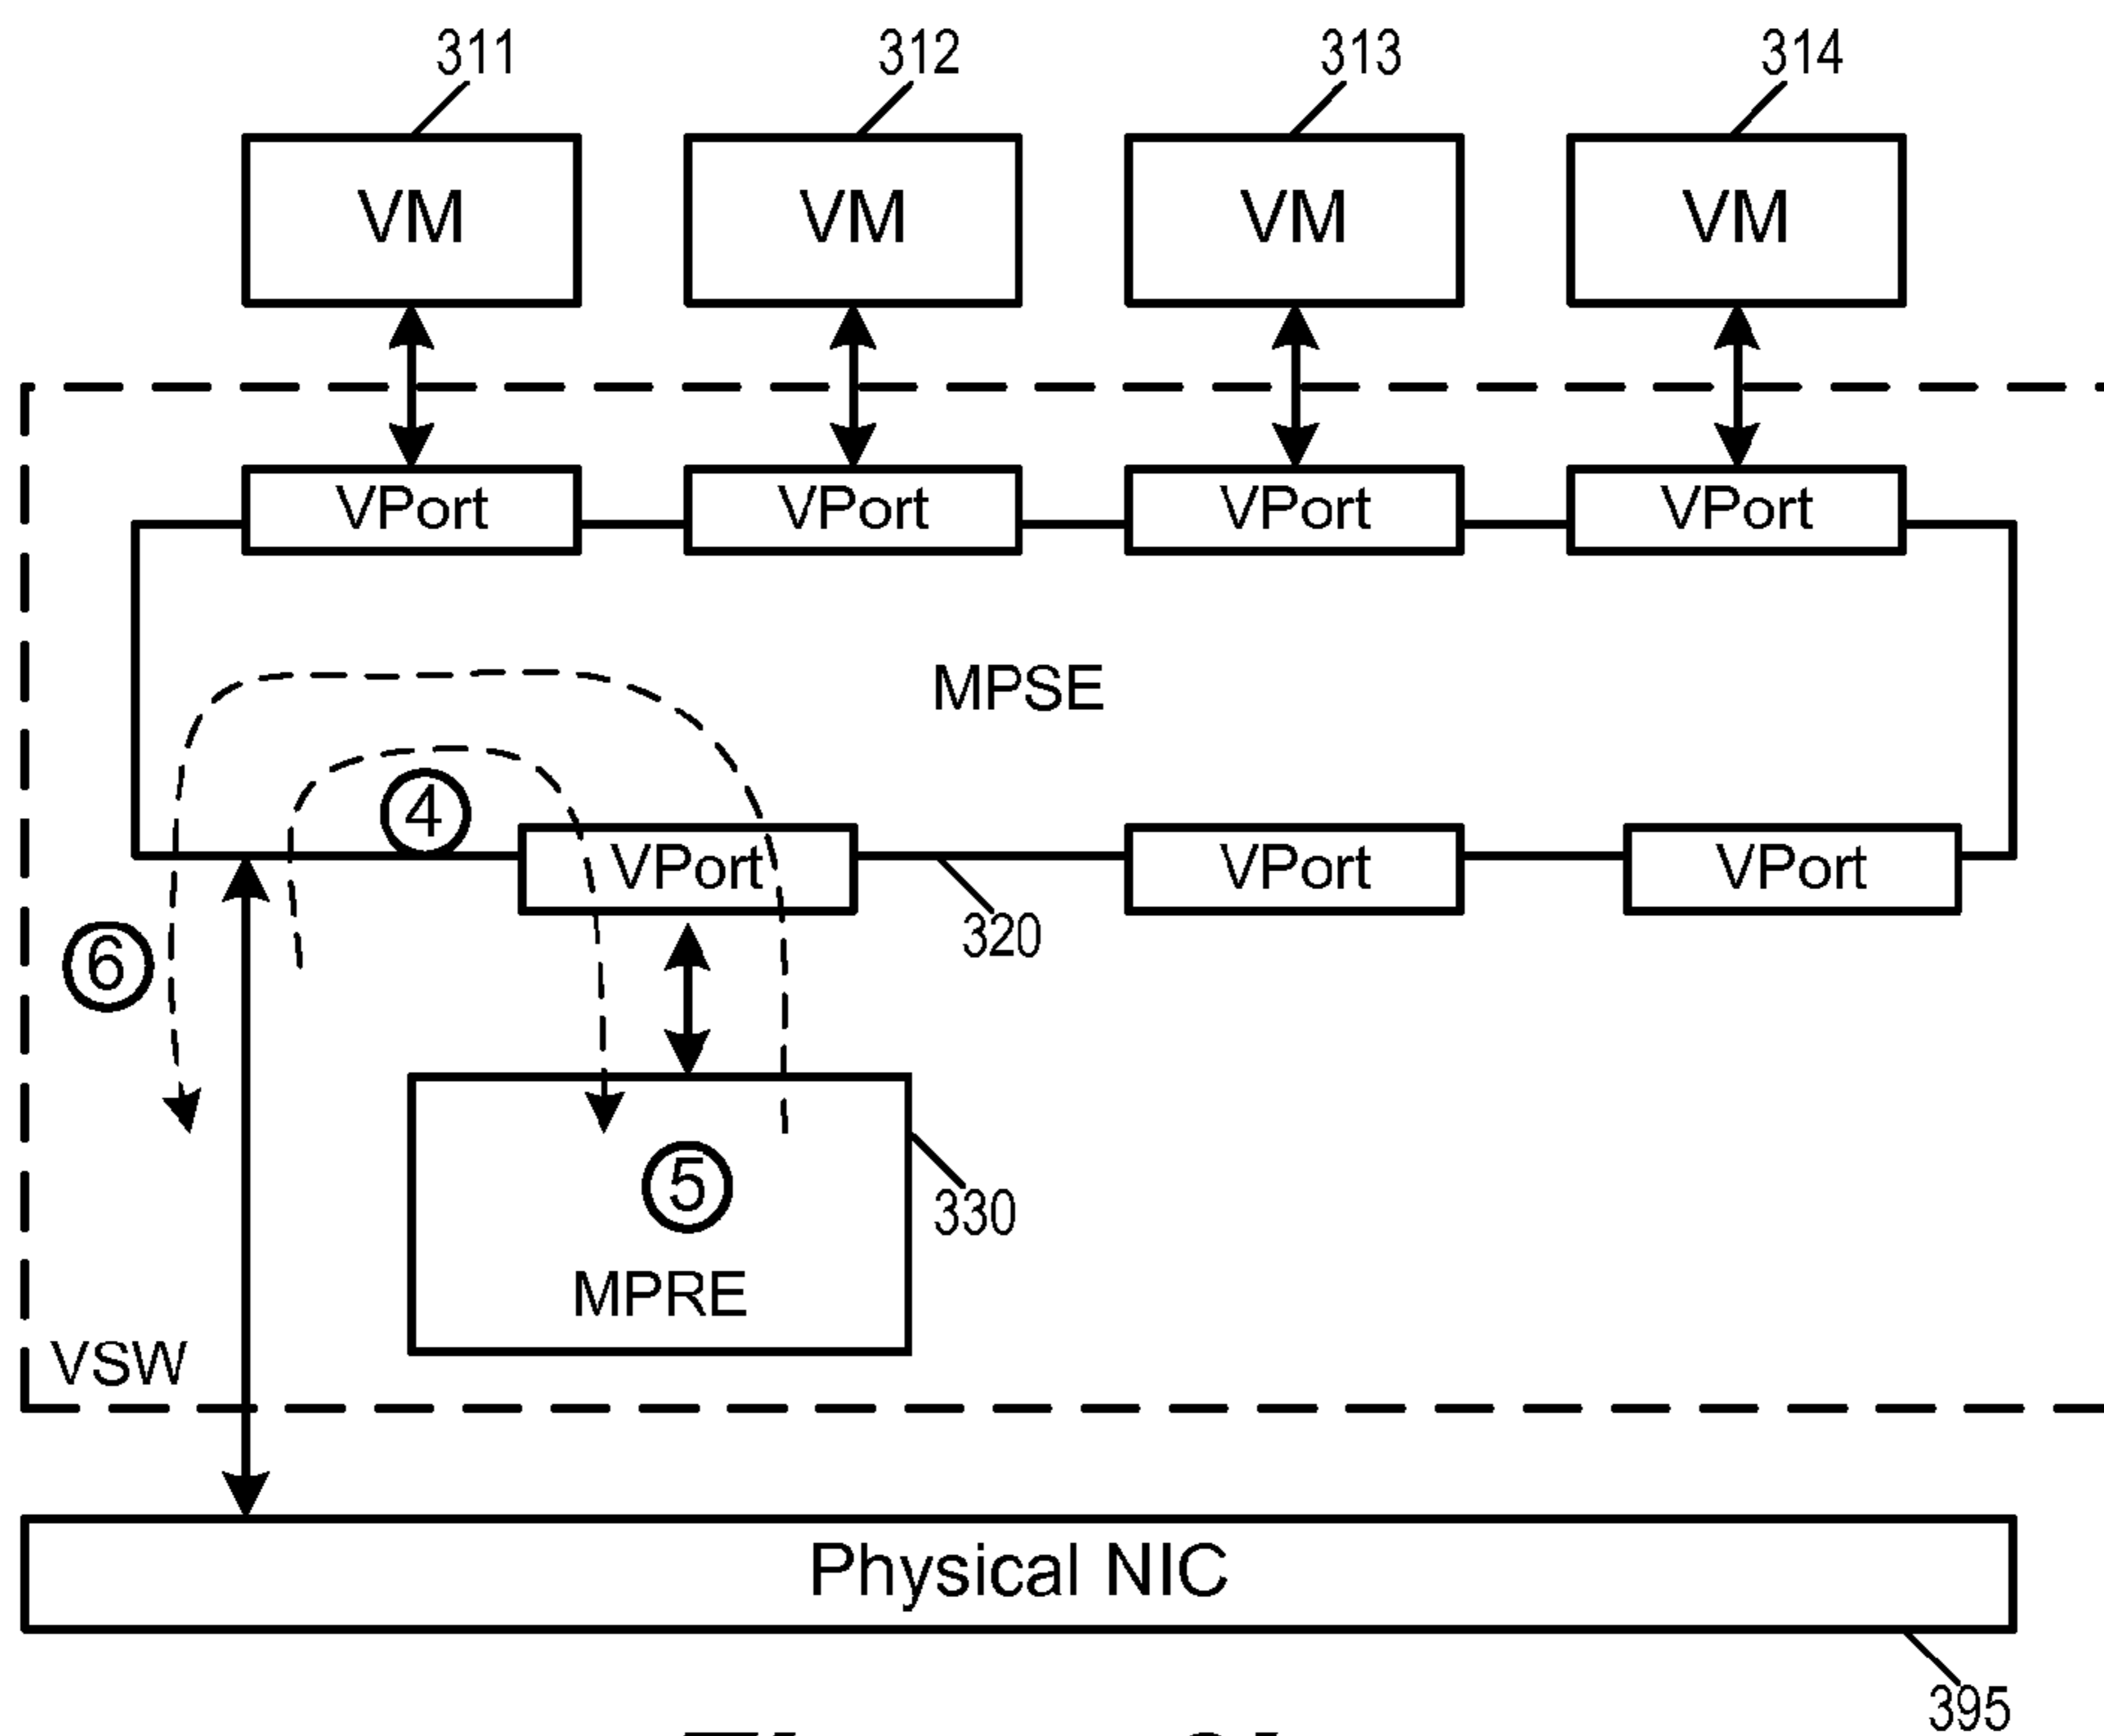 311 312 313 314
VM VM VM VM
VPort VPort VPort VPort
MPSE
4
VPort VPort VPort
320
6
5
330
MPRE
VSW
Physical NIC
395